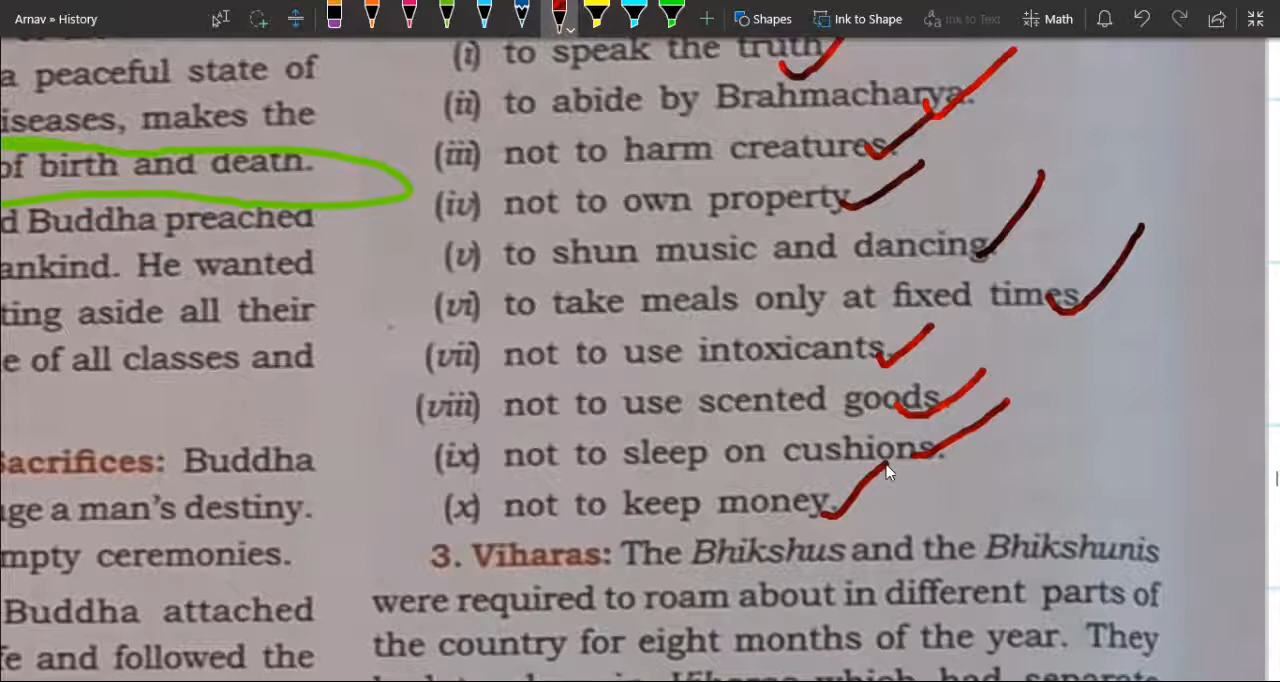 Arnav » History
Shapes
Ink to Shape
Ink to Text
Math
a peaceful state of
iseases, makes the
of birth and death.
d Buddha preached
ankind. He wanted
ting aside all their
e of all classes and
Sacrifices: Buddha
ge a man's destiny.
mpty ceremonies.
Buddha attached
fe and followed the
(i) to speak the truth
(ii) to abide by Brahmacharya.
(iii) not to harm creatures.
(iv) not to own property
(v) to shun music and dancing
(vi) to take meals only at fixed times
(vii) not to use intoxicants.
(viii) not to use scented goods.
(ix) not to sleep on cushions.
(x) not to keep money.
3. Viharas: The Bhikshus and the Bhikshunis
were required to roam about in different parts of
the country for eight months of the year. They
Viharas which had separate